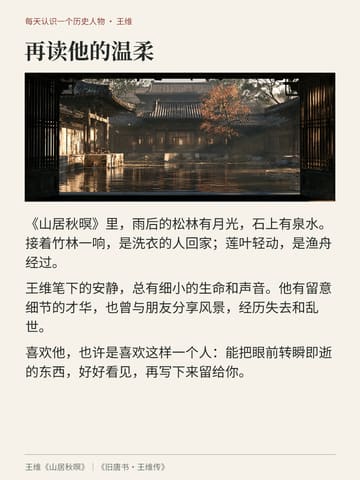 每天认识一个历史人物 · 王维
再读他的温柔
《山居秋暝》里，雨后的松林有月光，石上有泉水。
接着竹林一响，是洗衣的人回家；莲叶轻动，是渔舟
经过。
王维笔下的安静，总有细小的生命和声音。他有留意
细节的才华，也曾与朋友分享风景，经历失去和乱
世。
喜欢他，也许是喜欢这样一个人：能把眼前转瞬即逝
的东西，好好看见，再写下来留给你。
王维《山居秋暝》｜《旧唐书·王维传》